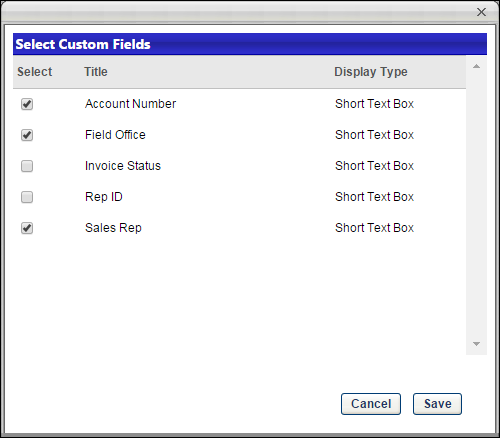 Select Custom Fields
Select Title Display Type
Account Number Short Text Box
Field Office Short Text Box
Invoice Status Short Text Box
Rep ID Short Text Box
Sales Rep Short Text Box
Cancel Save